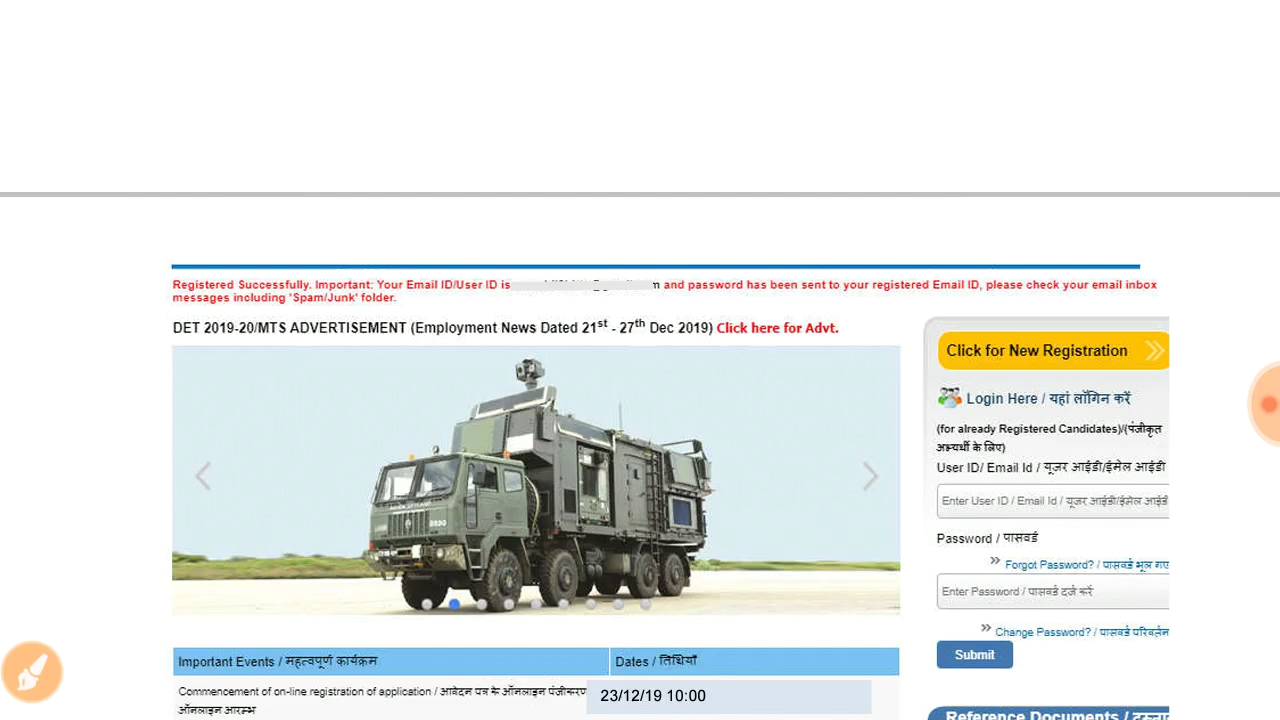 Registered Successfully. Important: Your Email ID/User ID is and password has been sent to your registered Email ID, please check your email inbox
messages including 'Spam/Junk' folder.
DET 2019-20/MTS ADVERTISEMENT (Employment News Dated 21st - 27th Dec 2019) Click here for Advt.
Click for New Registration
Login Here / यहां लॉगिन करें
(for already Registered Candidates)/(पंजीकृत
अभ्यर्थी के लिए)
User ID/ Email Id / यूजर आईडी/ईमेल आईडी
Enter User ID / Email Id / यूजर आईडी/ईमेल आईडी
Password / पासवर्ड
Forgot Password? / पासवर्ड भूल गए
Enter Password / पासवर्ड दर्ज करें
Change Password? / पासवर्ड परिवर्तन
Submit
Important Events / महत्वपूर्ण कार्यक्रम
Dates / तिथियाँ
Commencement of on-line registration of application / आवेदन पत्र के ऑनलाइन पंजीकरण
ऑनलाइन आरम्भ
23/12/19 10:00
Reference Documents /